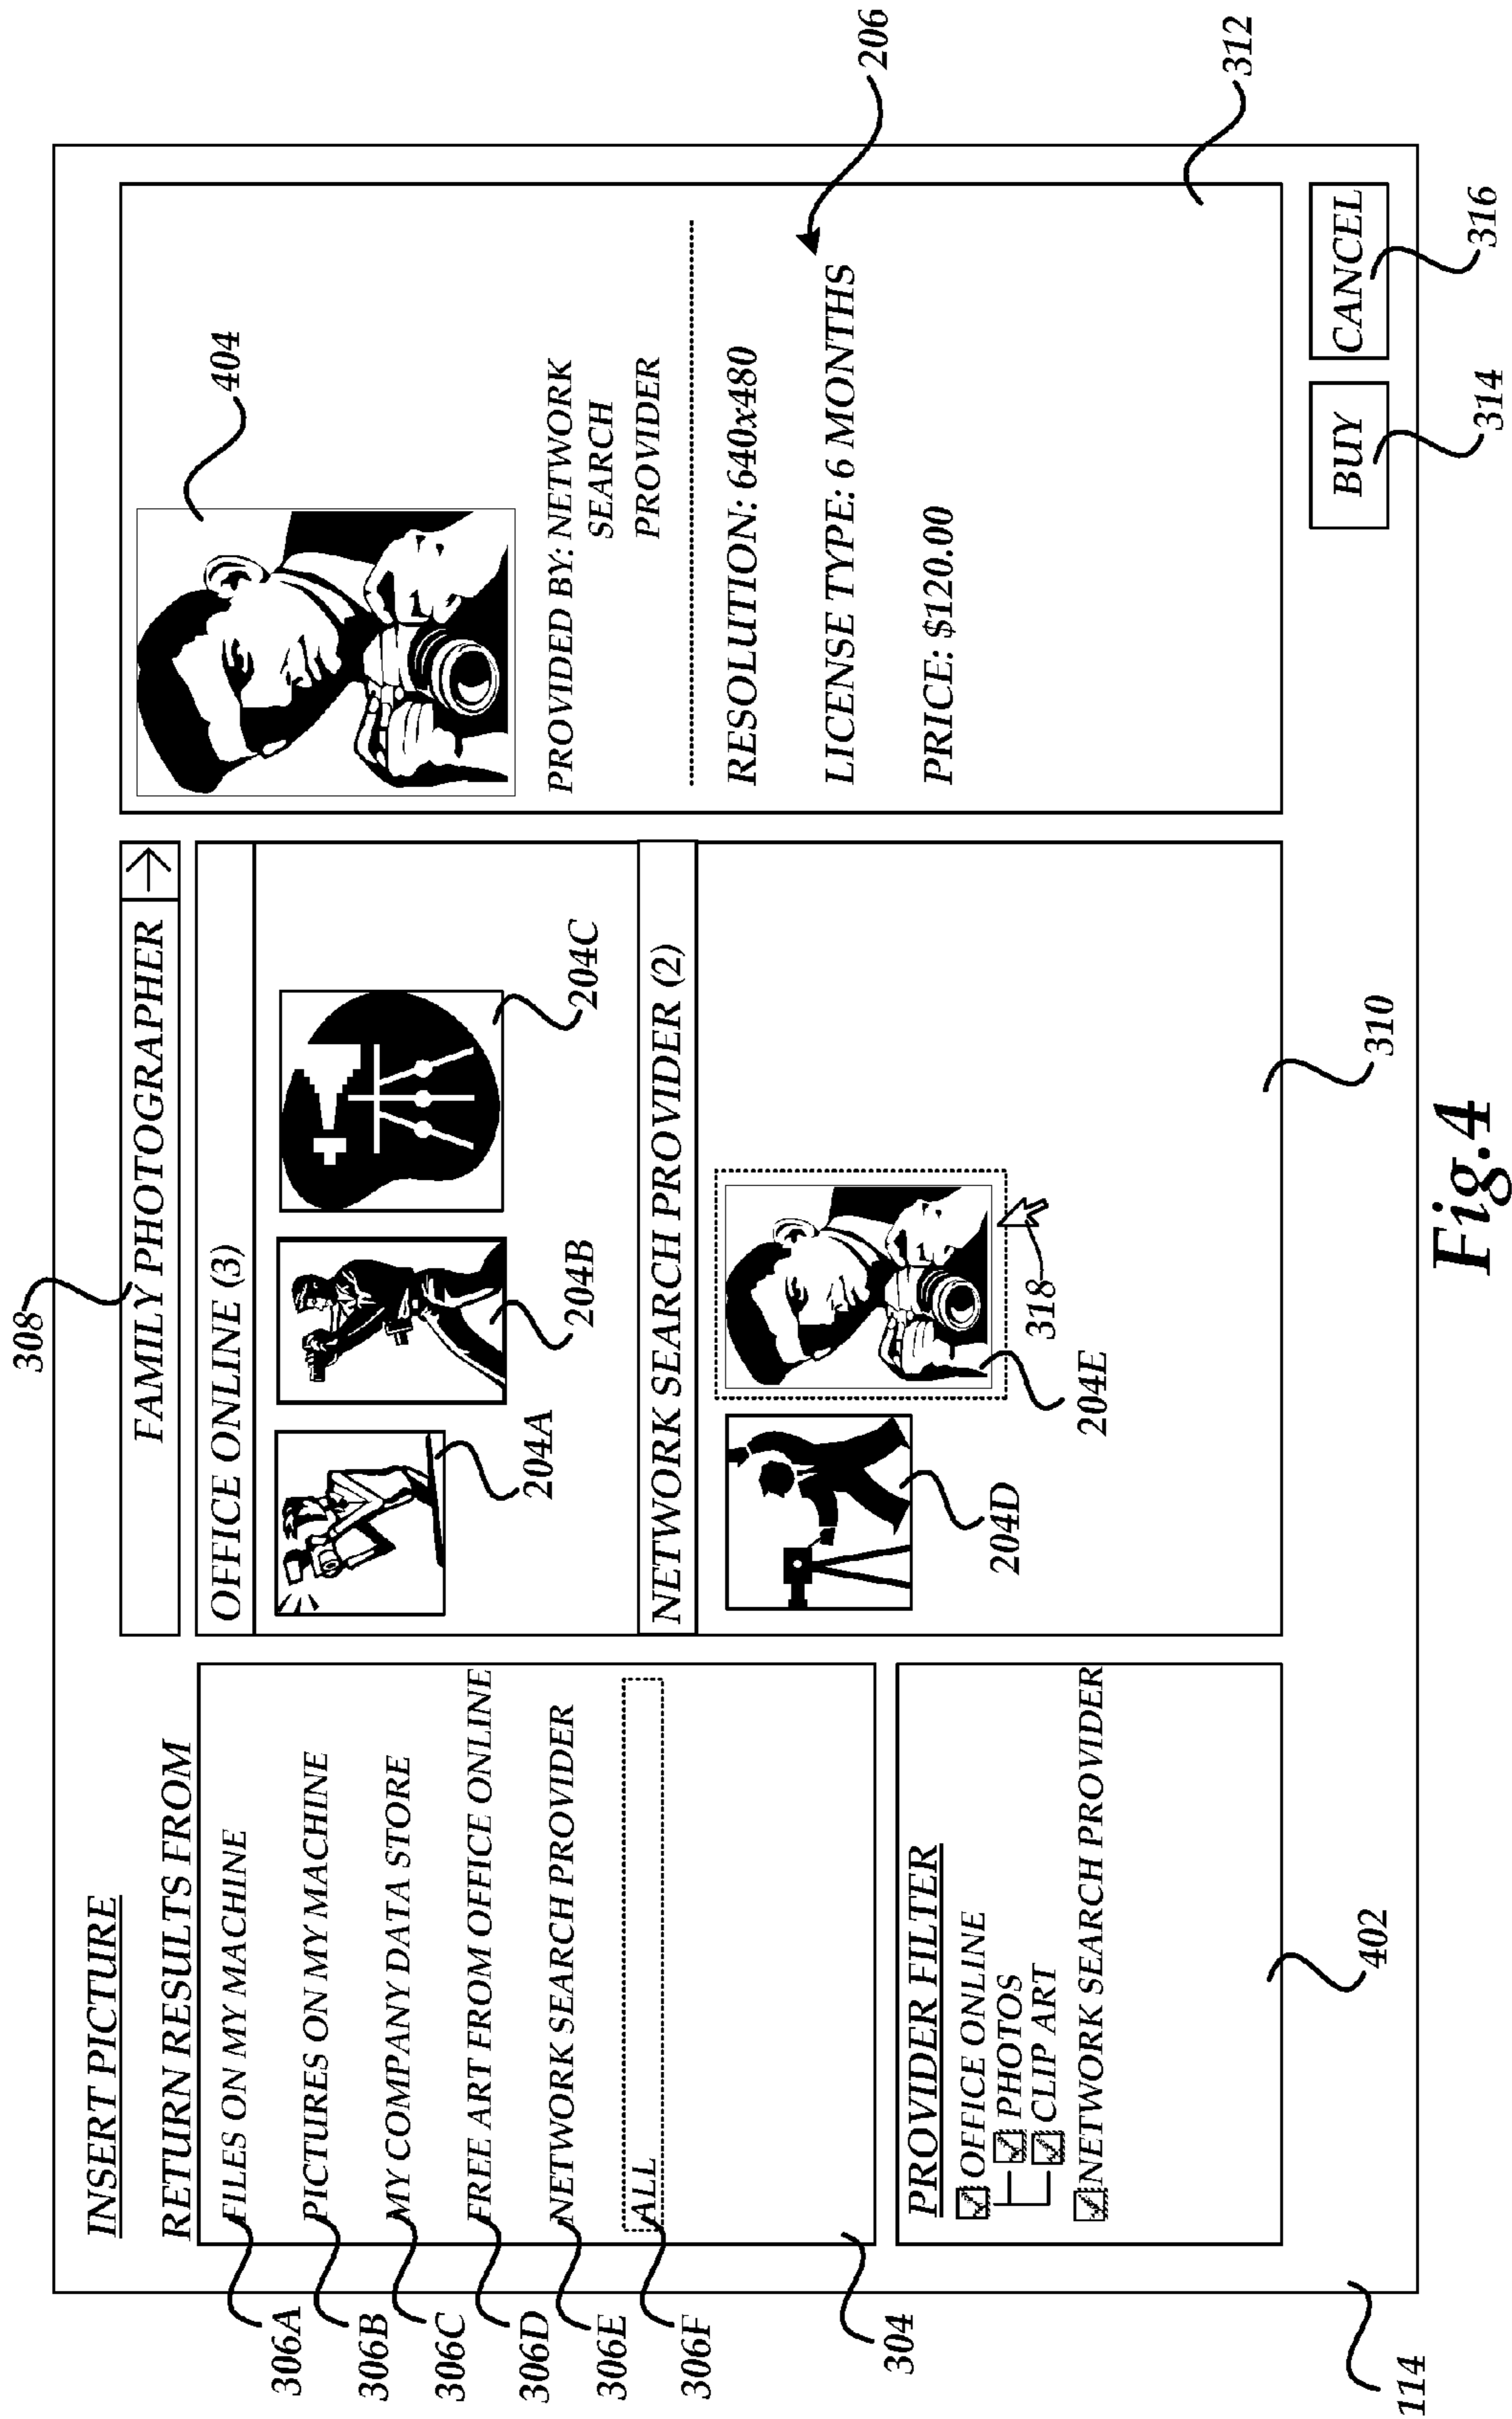 INSERT PICTURE
RETURN RESULTS FROM
FILES ON MY MACHINE
PICTURES ON MY MACHINE
MY COMPANY DATA STORE
FREE ART FROM OFFICE ONLINE
NETWORK SEARCH PROVIDER
ALL
306A
306B
306C
306D
306E
306F
304
PROVIDER FILTER
OFFICE ONLINE
PHOTOS
CLIP ART
NETWORK SEARCH PROVIDER
402
114
308
FAMILY PHOTOGRAPHER
OFFICE ONLINE (3)
204A
204B
204C
NETWORK SEARCH PROVIDER (2)
204D
204E
318
310
404
PROVIDED BY: NETWORK
SEARCH
PROVIDER
RESOLUTION: 640x480
LICENSE TYPE: 6 MONTHS
PRICE: $120.00
206
312
BUY
CANCEL
314
316
Fig.4